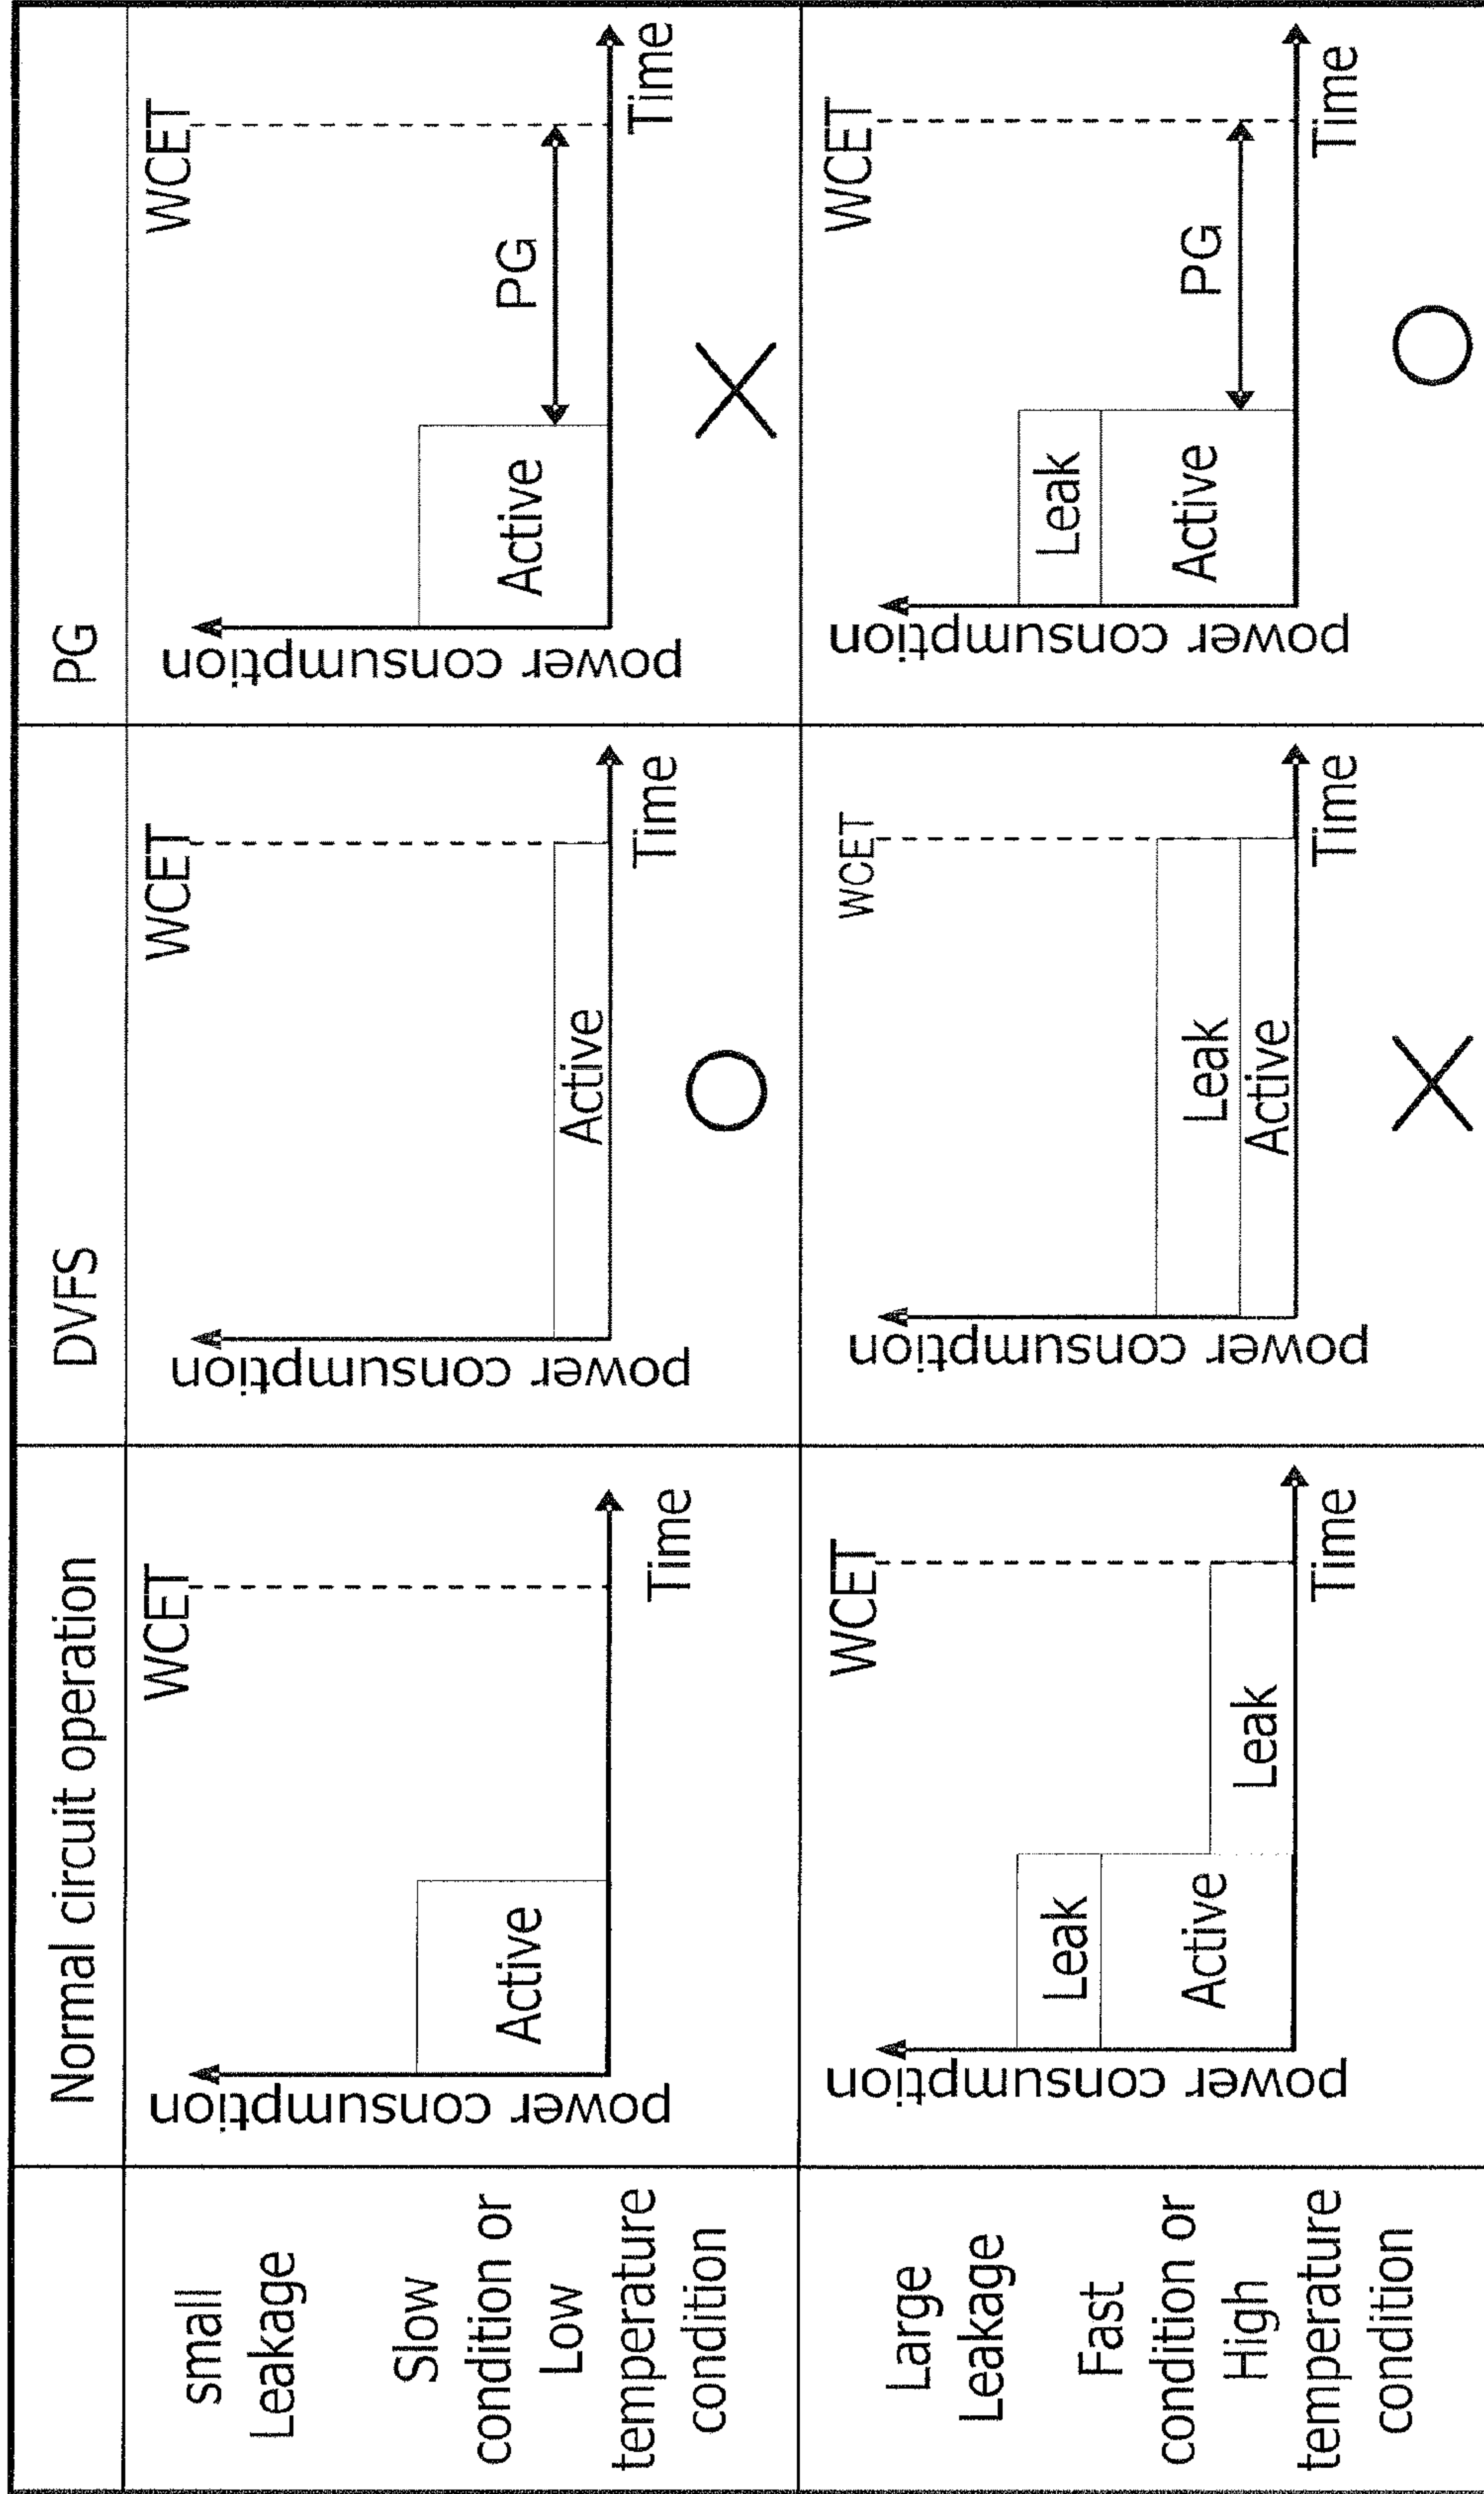 Normal circuit operation
DVFS
PG
small
Leakage
Slow
condition or
Low
temperature
condition
power consumption
WCET
Active
Time
power consumption
WCET
Active
Time
power consumption
WCET
Active
PG
Time
Large
Leakage
Fast
condition or
High
temperature
condition
power consumption
WCET
Leak
Active
Leak
Time
power consumption
WCET
Leak
Active
Time
power consumption
WCET
Leak
Active
PG
Time